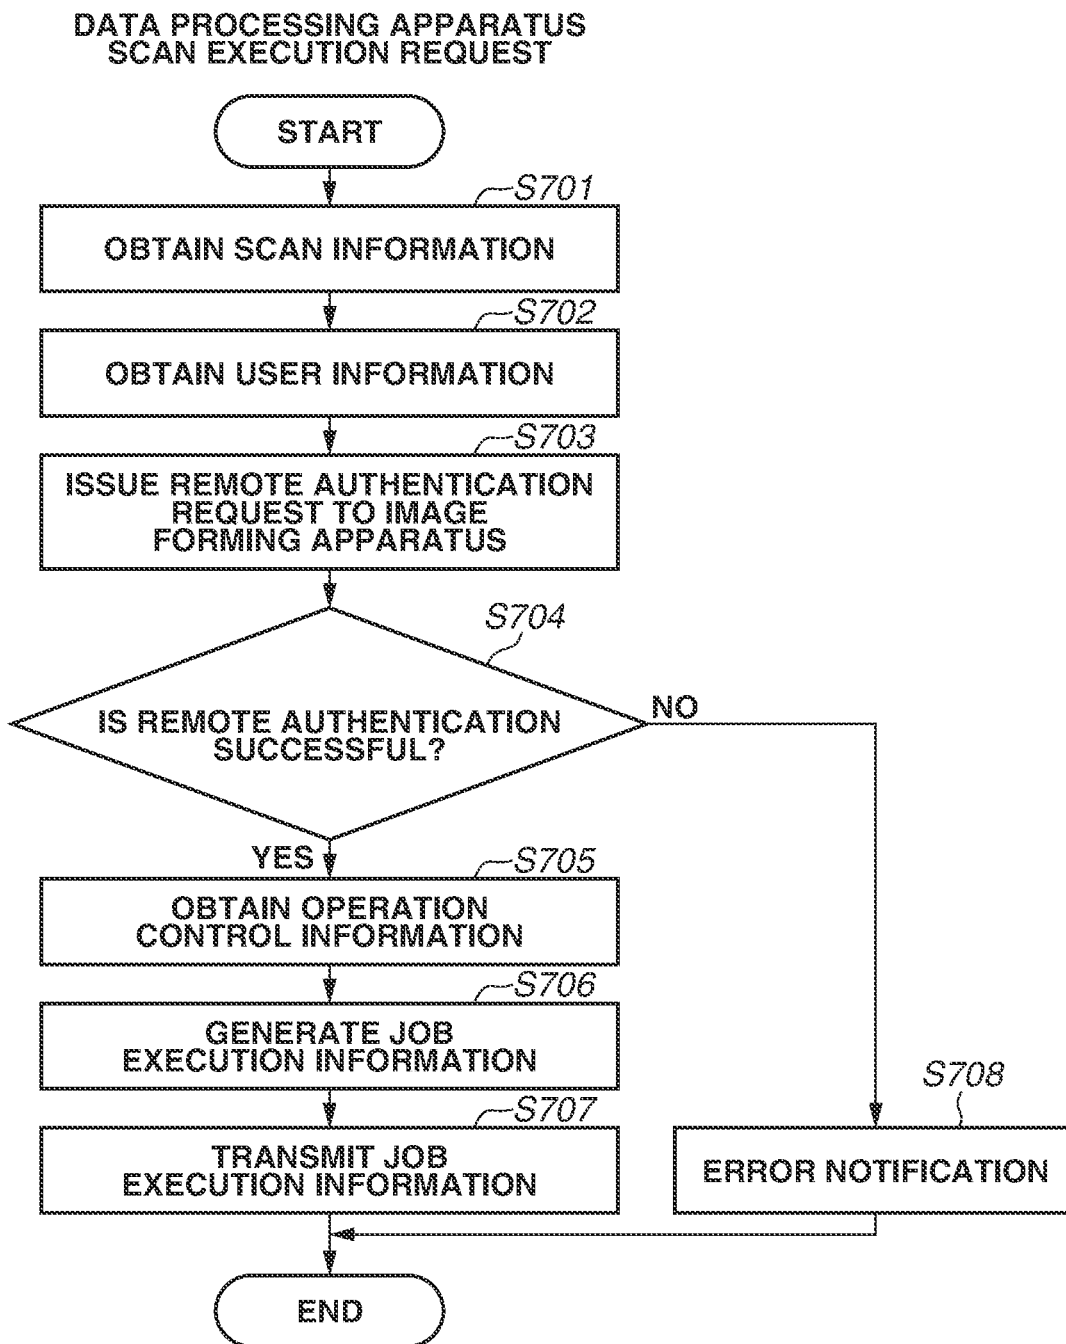 DATA PROCESSING APPARATUS
SCAN EXECUTION REQUEST
START
S701
OBTAIN SCAN INFORMATION
S702
OBTAIN USER INFORMATION
S703
ISSUE REMOTE AUTHENTICATION
REQUEST TO IMAGE
FORMING APPARATUS
S704
IS REMOTE AUTHENTICATION
SUCCESSFUL?
NO
YES
S705
OBTAIN OPERATION
CONTROL INFORMATION
S706
GENERATE JOB
EXECUTION INFORMATION
S707
TRANSMIT JOB
EXECUTION INFORMATION
S708
ERROR NOTIFICATION
END